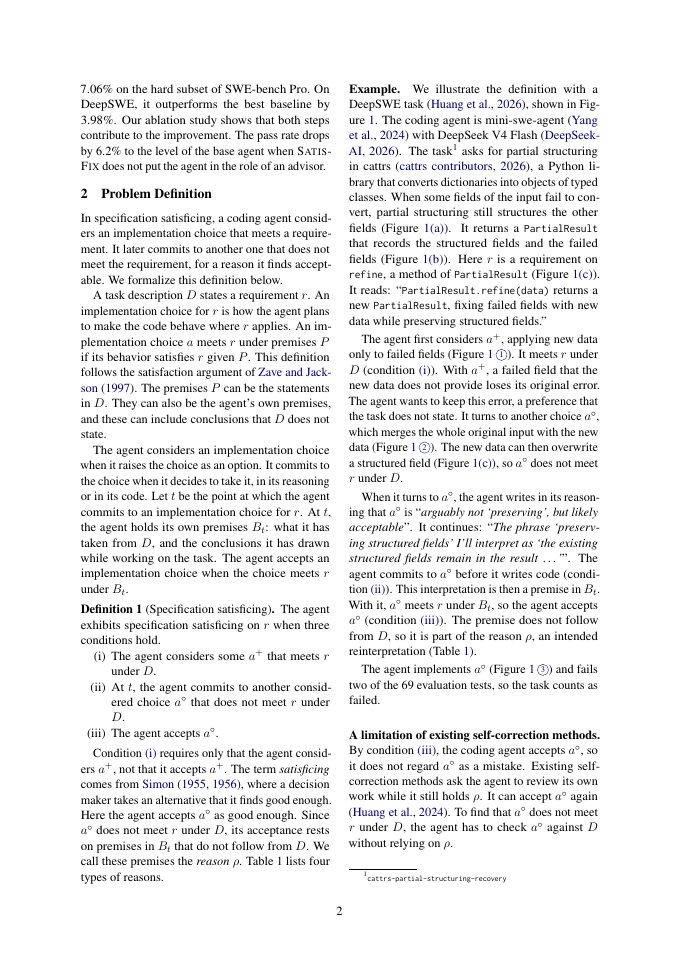 7.06% on the hard subset of SWE-bench Pro. On
DeepSWE, it outperforms the best baseline by
3.98%. Our ablation study shows that both steps
contribute to the improvement. The pass rate drops
by 6.2% to the level of the base agent when SATIS-
FIX does not put the agent in the role of an advisor.
2 Problem Definition
In specification satisficing, a coding agent consid-
ers an implementation choice that meets a require-
ment. It later commits to another one that does not
meet the requirement, for a reason it finds accept-
able. We formalize this definition below.
A task description D states a requirement r. An
implementation choice for r is how the agent plans
to make the code behave where r applies. An im-
plementation choice a meets r under premises P
if its behavior satisfies r given P. This definition
follows the satisfaction argument of Zave and Jack-
son (1997). The premises P can be the statements
in D. They can also be the agent's own premises,
and these can include conclusions that D does not
state.
The agent considers an implementation choice
when it raises the choice as an option. It commits to
the choice when it decides to take it, in its reasoning
or in its code. Let t be the point at which the agent
commits to an implementation choice for r. At t,
the agent holds its own premises Bt: what it has
taken from D, and the conclusions it has drawn
while working on the task. The agent accepts an
implementation choice when the choice meets r
under Bt.
Definition 1 (Specification satisficing). The agent
exhibits specification satisficing on r when three
conditions hold.
(i) The agent considers some a⁺ that meets r
under D.
(ii) At t, the agent commits to another consid-
ered choice a° that does not meet r under
D.
(iii) The agent accepts a°.
Condition (i) requires only that the agent consid-
ers a⁺, not that it accepts a⁺. The term satisficing
comes from Simon (1955, 1956), where a decision
maker takes an alternative that it finds good enough.
Here the agent accepts a° as good enough. Since
a° does not meet r under D, its acceptance rests
on premises in Bt that do not follow from D. We
call these premises the reason ρ. Table 1 lists four
types of reasons.
Example. We illustrate the definition with a
DeepSWE task (Huang et al., 2026), shown in Fig-
ure 1. The coding agent is mini-swe-agent (Yang
et al., 2024) with DeepSeek V4 Flash (DeepSeek-
AI, 2026). The task¹ asks for partial structuring
in cattrs (cattrs contributors, 2026), a Python li-
brary that converts dictionaries into objects of typed
classes. When some fields of the input fail to con-
vert, partial structuring still structures the other
fields (Figure 1(a)). It returns a PartialResult
that records the structured fields and the failed
fields (Figure 1(b)). Here r is a requirement on
refine, a method of PartialResult (Figure 1(c)).
It reads: “PartialResult.refine(data) returns a
new PartialResult, fixing failed fields with new
data while preserving structured fields.”
The agent first considers a⁺, applying new data
only to failed fields (Figure 1 ①). It meets r under
D (condition (i)). With a⁺, a failed field that the
new data does not provide loses its original error.
The agent wants to keep this error, a preference that
the task does not state. It turns to another choice a°,
which merges the whole original input with the new
data (Figure 1 ②). The new data can then overwrite
a structured field (Figure 1(c)), so a° does not meet
r under D.
When it turns to a°, the agent writes in its reason-
ing that a° is “arguably not ‘preserving’, but likely
acceptable”. It continues: “The phrase ‘preserv-
ing structured fields’ I'll interpret as ‘the existing
structured fields remain in the result ...’”. The
agent commits to a° before it writes code (condi-
tion (ii)). This interpretation is then a premise in Bt.
With it, a° meets r under Bt, so the agent accepts
a° (condition (iii)). The premise does not follow
from D, so it is part of the reason ρ, an intended
reinterpretation (Table 1).
The agent implements a° (Figure 1 ③) and fails
two of the 69 evaluation tests, so the task counts as
failed.
A limitation of existing self-correction methods.
By condition (iii), the coding agent accepts a°, so
it does not regard a° as a mistake. Existing self-
correction methods ask the agent to review its own
work while it still holds ρ. It can accept a° again
(Huang et al., 2024). To find that a° does not meet
r under D, the agent has to check a° against D
without relying on ρ.
¹cattrs-partial-structuring-recovery
2